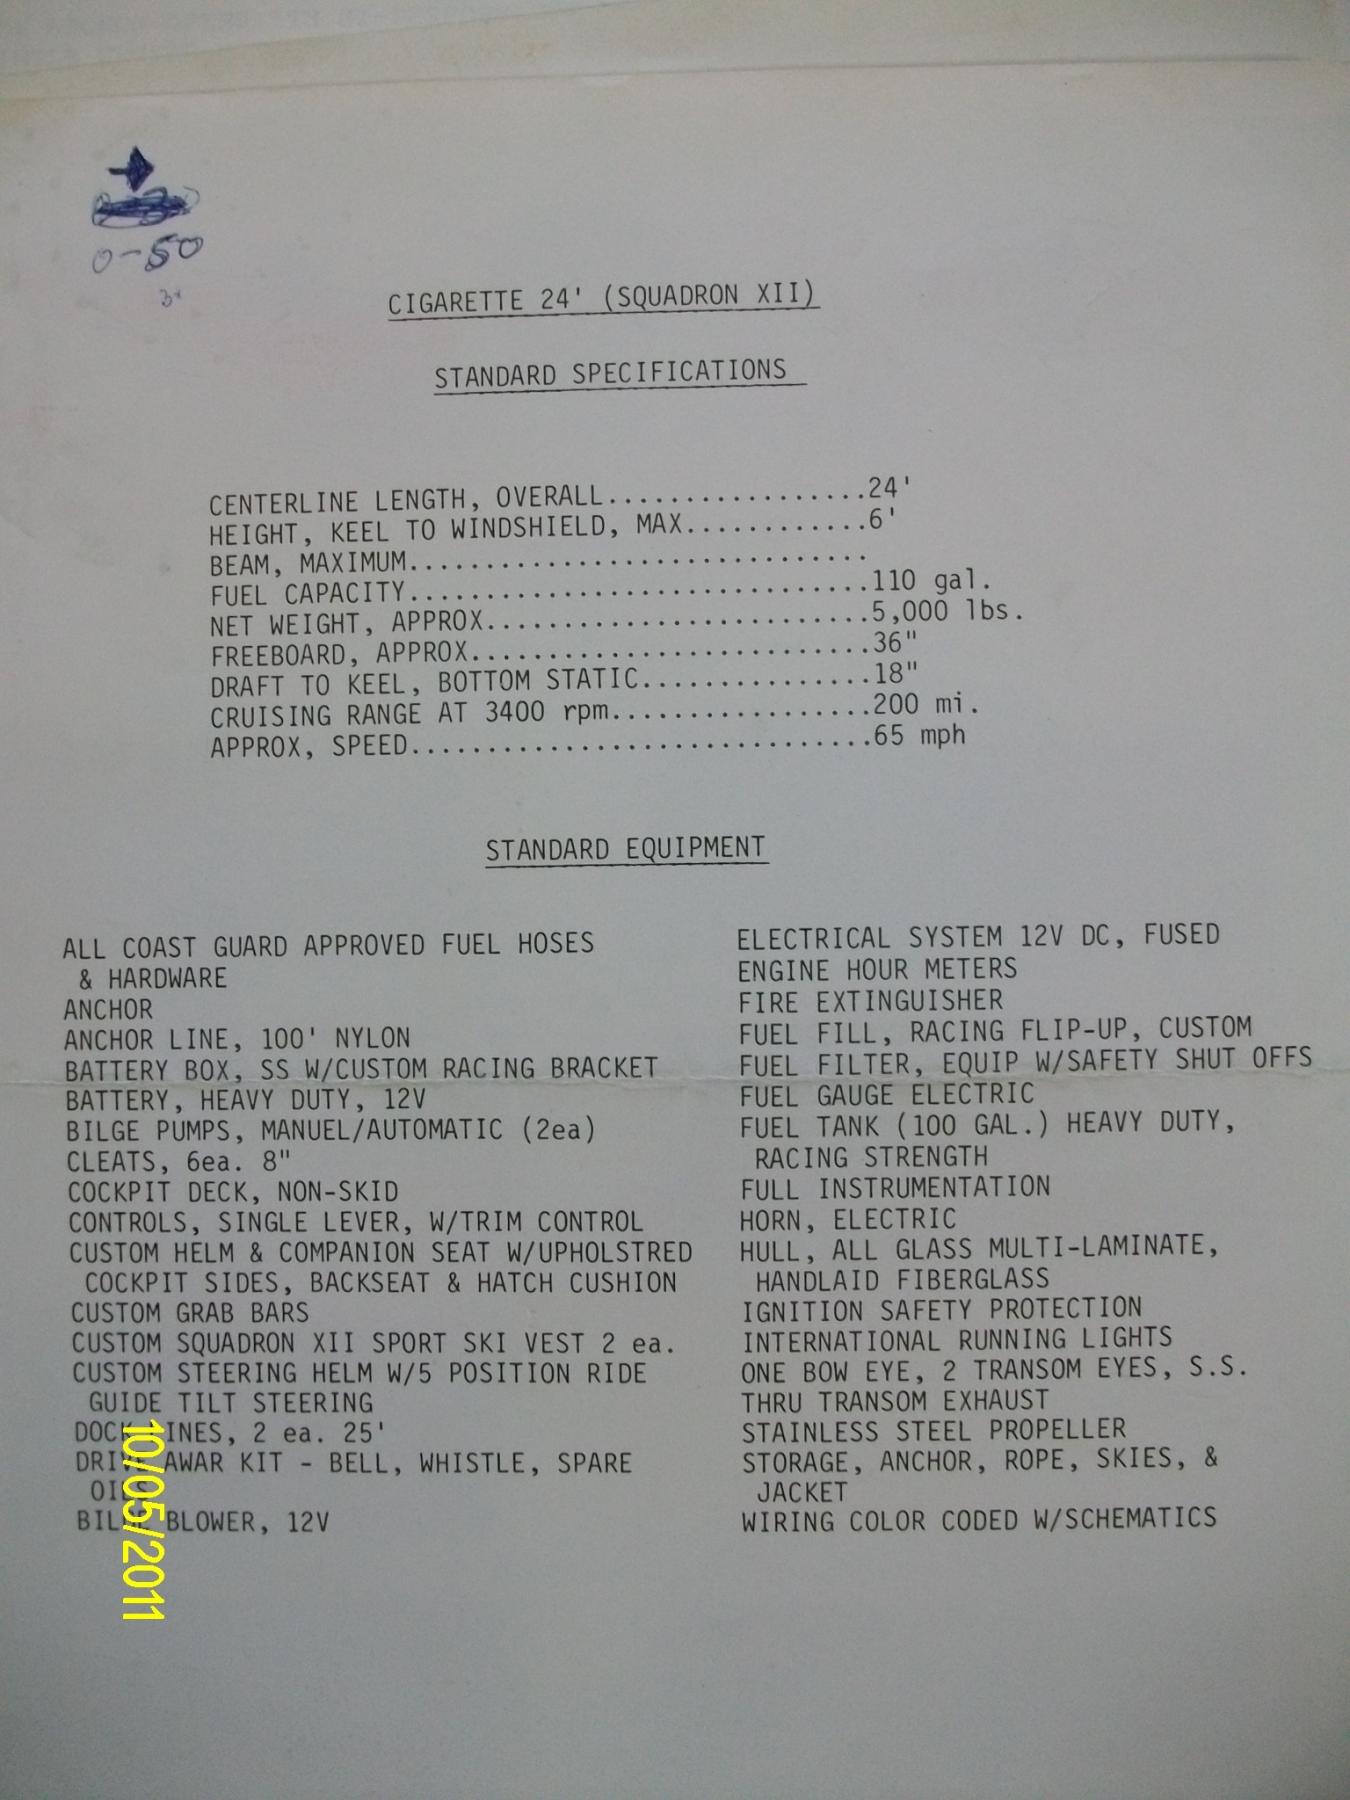 0-50
CIGARETTE 24' (SQUADRON XII)
STANDARD SPECIFICATIONS
CENTERLINE LENGTH, OVERALL.................24'
HEIGHT, KEEL TO WINDSHIELD, MAX............6'
BEAM, MAXIMUM..............................
FUEL CAPACITY..............................110 gal.
NET WEIGHT, APPROX.........................5,000 lbs.
FREEBOARD, APPROX..........................36"
DRAFT TO KEEL, BOTTOM STATIC...............18"
CRUISING RANGE AT 3400 rpm.................200 mi.
APPROX, SPEED..............................65 mph
STANDARD EQUIPMENT
ALL COAST GUARD APPROVED FUEL HOSES
& HARDWARE
ANCHOR
ANCHOR LINE, 100' NYLON
BATTERY BOX, SS W/CUSTOM RACING BRACKET
BATTERY, HEAVY DUTY, 12V
BILGE PUMPS, MANUEL/AUTOMATIC (2ea)
CLEATS, 6ea. 8"
COCKPIT DECK, NON-SKID
CONTROLS, SINGLE LEVER, W/TRIM CONTROL
CUSTOM HELM & COMPANION SEAT W/UPHOLSTRED
COCKPIT SIDES, BACKSEAT & HATCH CUSHION
CUSTOM GRAB BARS
CUSTOM SQUADRON XII SPORT SKI VEST 2 ea.
CUSTOM STEERING HELM W/5 POSITION RIDE
GUIDE TILT STEERING
DOCK LINES, 2 ea. 25'
DRIVE AWAR KIT - BELL, WHISTLE, SPARE
OILS
BILGE BLOWER, 12V
ELECTRICAL SYSTEM 12V DC, FUSED
ENGINE HOUR METERS
FIRE EXTINGUISHER
FUEL FILL, RACING FLIP-UP, CUSTOM
FUEL FILTER, EQUIP W/SAFETY SHUT OFFS
FUEL GAUGE ELECTRIC
FUEL TANK (100 GAL.) HEAVY DUTY,
RACING STRENGTH
FULL INSTRUMENTATION
HORN, ELECTRIC
HULL, ALL GLASS MULTI-LAMINATE,
HANDLAID FIBERGLASS
IGNITION SAFETY PROTECTION
INTERNATIONAL RUNNING LIGHTS
ONE BOW EYE, 2 TRANSOM EYES, S.S.
THRU TRANSOM EXHAUST
STAINLESS STEEL PROPELLER
STORAGE, ANCHOR, ROPE, SKIES, &
JACKET
WIRING COLOR CODED W/SCHEMATICS
10/05/2011